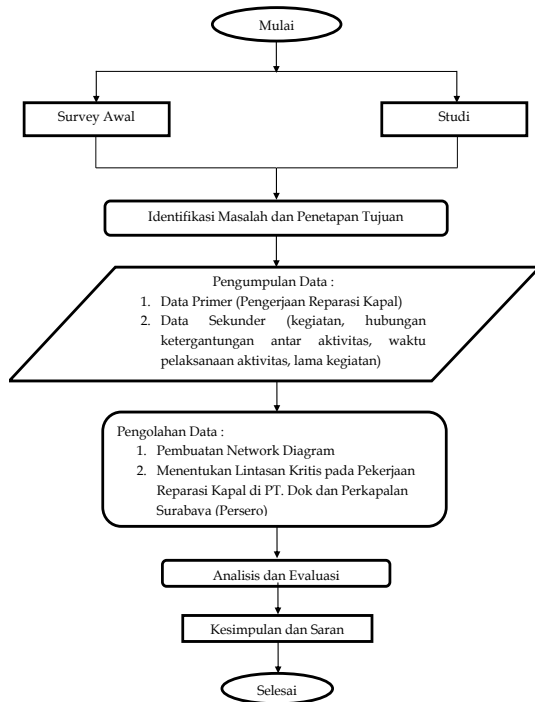 Mulai
Survey Awal
Studi
Identifikasi Masalah dan Penetapan Tujuan
Pengumpulan Data :
1. Data Primer (Pengerjaan Reparasi Kapal)
2. Data Sekunder (kegiatan, hubungan
ketergantungan antar aktivitas, waktu
pelaksanaan aktivitas, lama kegiatan)
Pengolahan Data :
1. Pembuatan Network Diagram
2. Menentukan Lintasan Kritis pada Pekerjaan
Reparasi Kapal di PT. Dok dan Perkapalan
Surabaya (Persero)
Analisis dan Evaluasi
Kesimpulan dan Saran
Selesai